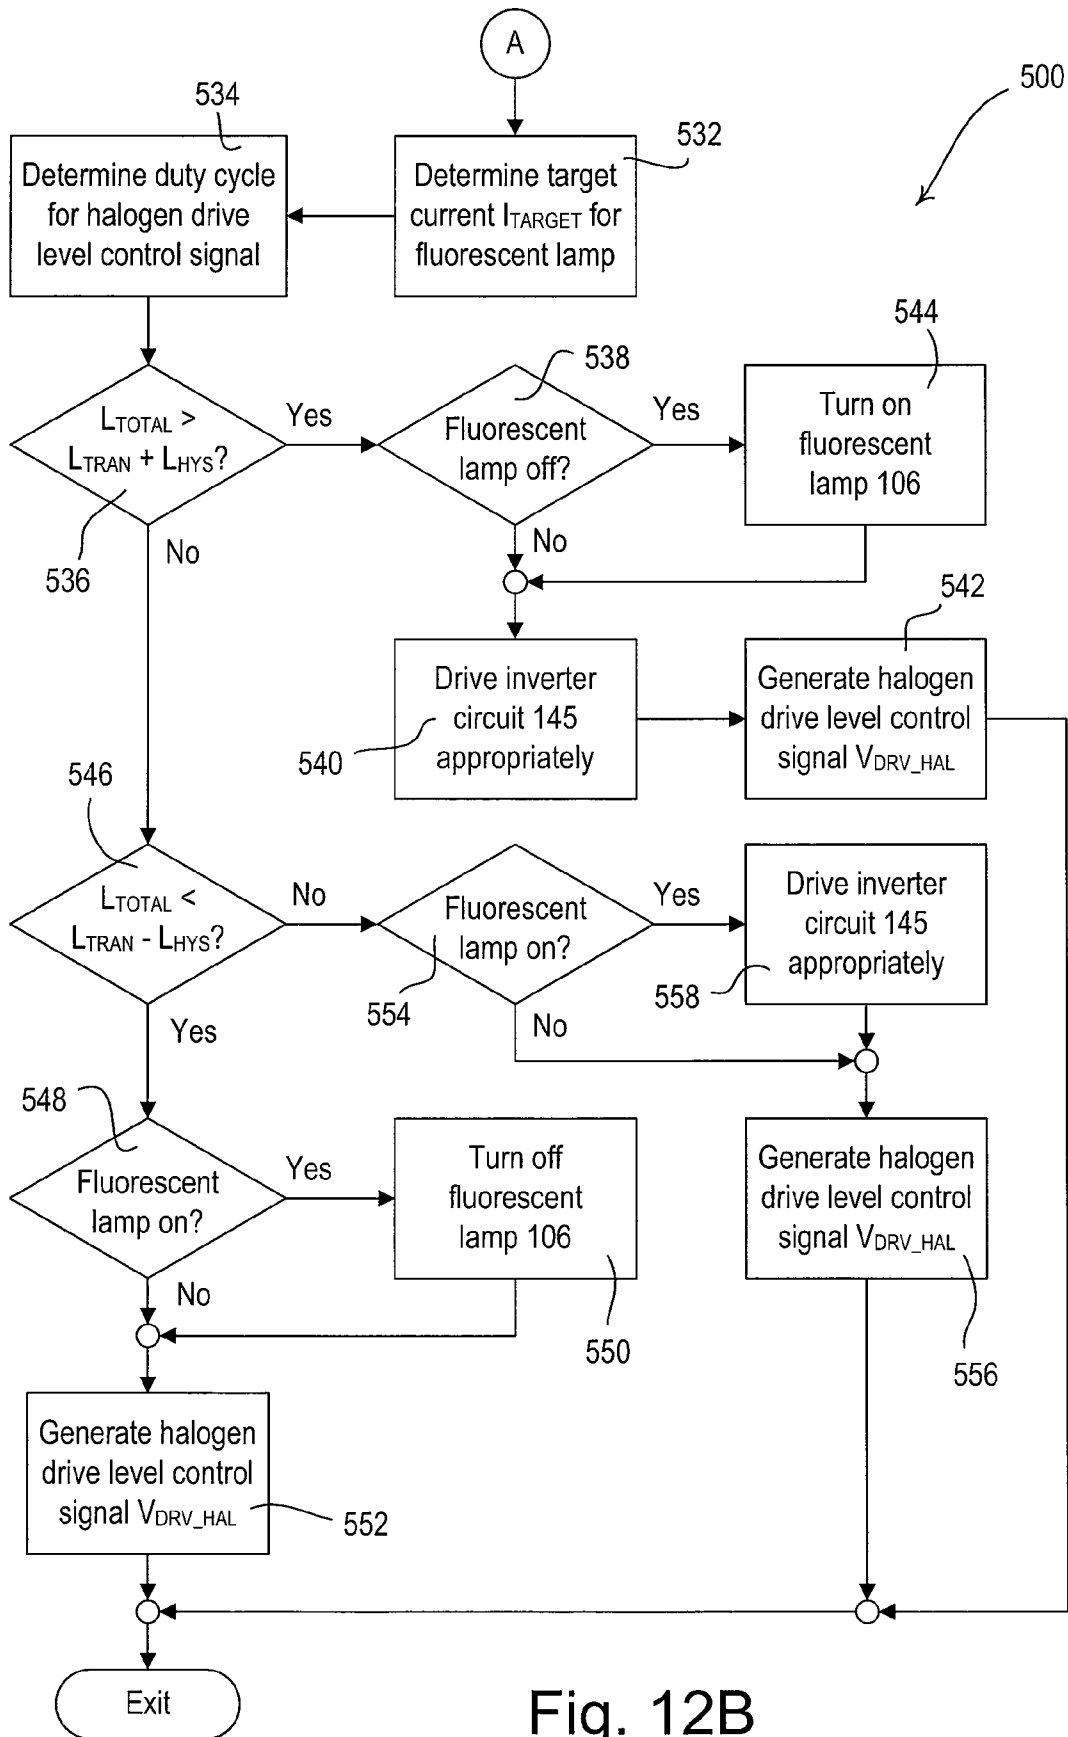 A
500
534
532
Determine duty cycle
for halogen drive
level control signal
Determine target
current ITARGET for
fluorescent lamp
544
538
LTOTAL >
LTRAN + LHYS?
Yes
Fluorescent
lamp off?
Yes
Turn on
fluorescent
lamp 106
536
No
No
542
Drive inverter
circuit 145
appropriately
540
Generate halogen
drive level control
signal VDRV_HAL
546
LTOTAL <
LTRAN - LHYS?
No
Fluorescent
lamp on?
Yes
Drive inverter
circuit 145
appropriately
554
558
Yes
No
548
Fluorescent
lamp on?
Yes
Turn off
fluorescent
lamp 106
Generate halogen
drive level control
signal VDRV_HAL
No
550
556
Generate halogen
drive level control
signal VDRV_HAL
552
Exit
Fig. 12B